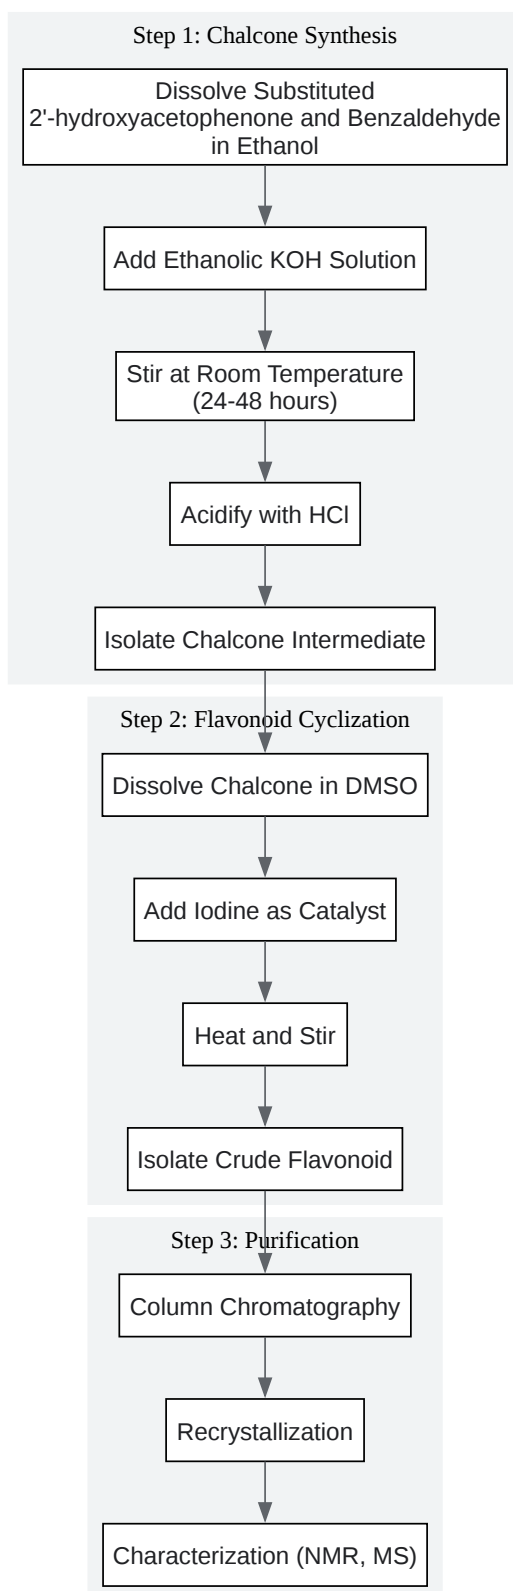 Step 1: Chalcone Synthesis
Dissolve Substituted
2'-hydroxyacetophenone and Benzaldehyde
in Ethanol
Add Ethanolic KOH Solution
Stir at Room Temperature
(24-48 hours)
Acidify with HCl
Isolate Chalcone Intermediate
Step 2: Flavonoid Cyclization
Dissolve Chalcone in DMSO
Add Iodine as Catalyst
Heat and Stir
Isolate Crude Flavonoid
Step 3: Purification
Column Chromatography
Recrystallization
Characterization (NMR, MS)